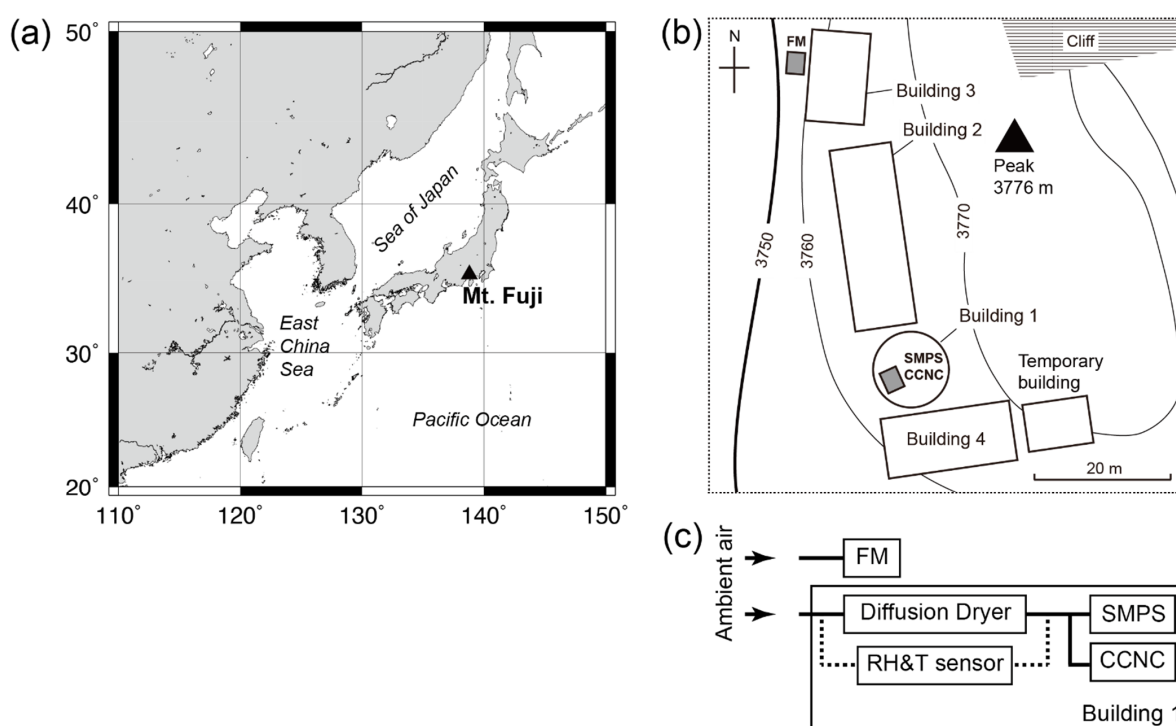 (a)
50˚
40˚
30˚
20˚
110˚
120˚
130˚
140˚
150˚
Sea of Japan
Mt. Fuji
East
China
Sea
Pacific Ocean
(b)
N
FM
Cliff
Building 3
Building 2
Peak
3776 m
3750
3760
3770
Building 1
SMPS
CCNC
Temporary
building
Building 4
20 m
(c)
Ambient air
FM
Diffusion Dryer
SMPS
RH&T sensor
CCNC
Building 1